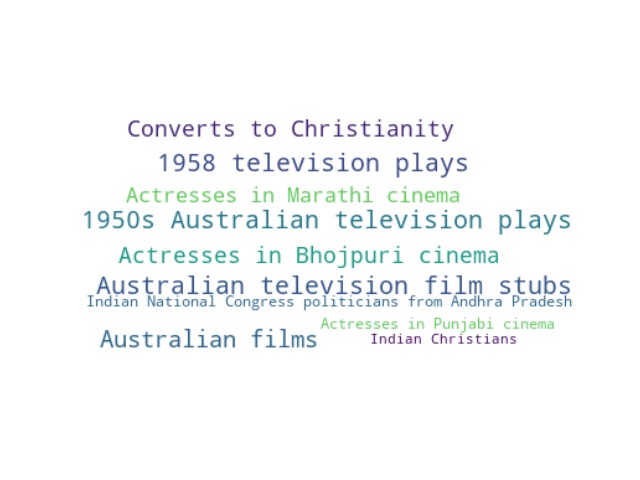 Converts to Christianity
1958 television plays
Actresses in Marathi cinema
1950s Australian television plays
Actresses in Bhojpuri cinema
Australian television film stubs
Indian National Congress politicians from Andhra Pradesh
Actresses in Punjabi cinema
Australian films
Indian Christians